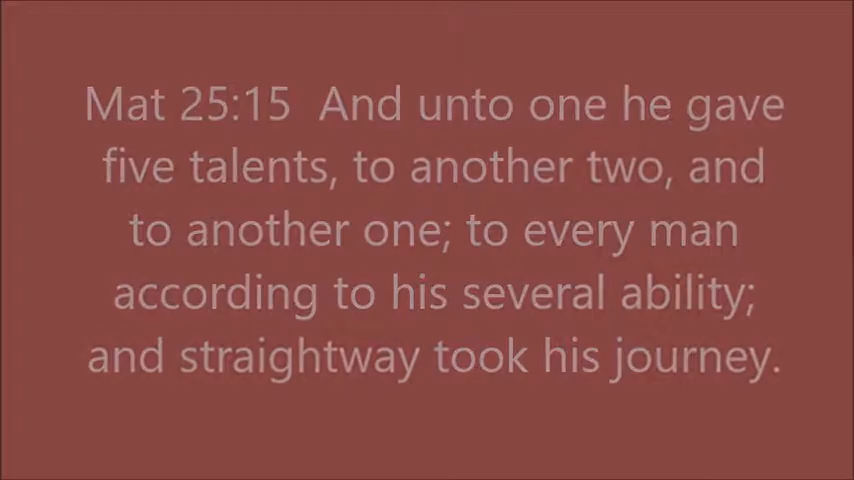 Mat 25:15  And unto one he gave
five talents, to another two, and
to another one; to every man
according to his several ability;
and straightway took his journey.